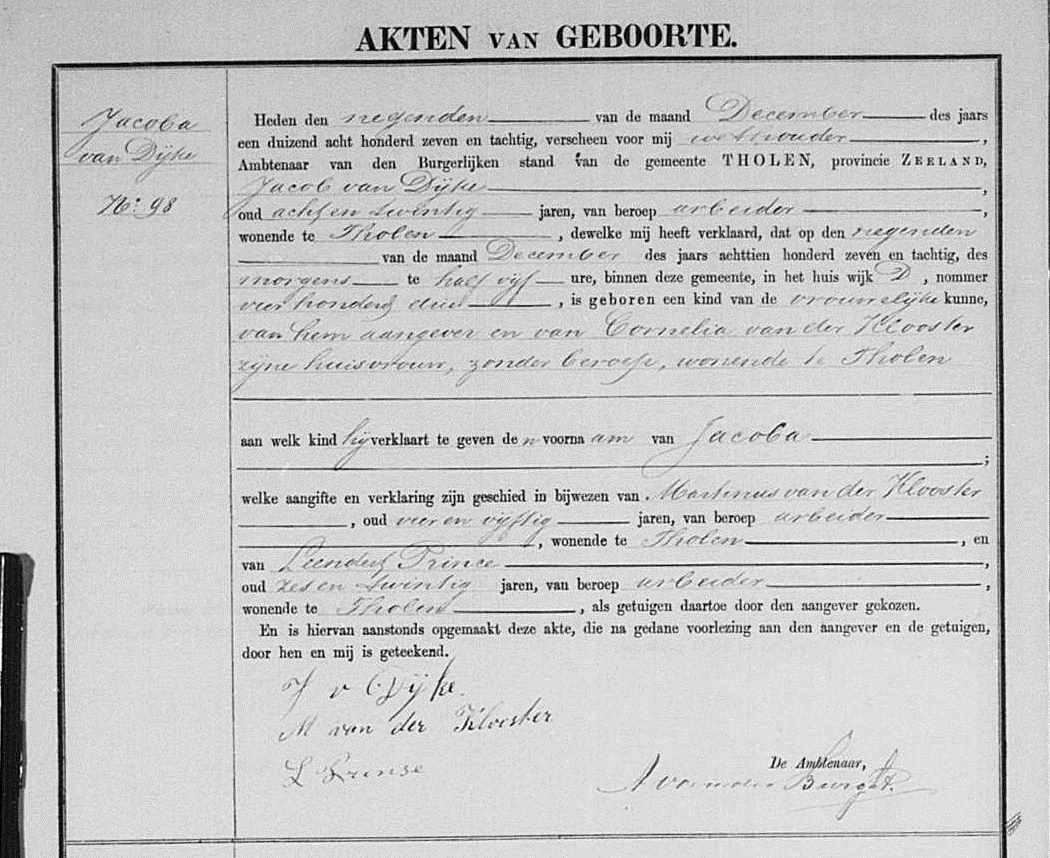 AKTEN VAN GEBOORTE.
Jacoba
van Dijke
No: 98
Heden den negenden van de maand December des jaars
een duizend acht honderd zeven en tachtig, verscheen voor mij wethouder,
Ambtenaar van den Burgerlijken stand van de gemeente THOLEN, provincie ZEELAND,
Jacob van Dijke,
oud acht en twintig jaren, van beroep arbeider,
wonende te Tholen, dewelke mij heeft verklaard, dat op den negenden
van de maand December des jaars achttien honderd zeven en tachtig, des
morgens te half vijf ure, binnen deze gemeente, in het huis wijk D, nommer
vier honderd drie, is geboren een kind van de vrouwelijke kunne,
van hem aangever en van Cornelia van der Klooster
zijne huisvrouw, zonder beroep, wonende te Tholen
aan welk kind hij verklaart te geven den voornaam van Jacoba
;
welke aangifte en verklaring zijn geschied in bijwezen van Martinus van der Klooster
, oud vier en vijftig jaren, van beroep arbeider
, wonende te Tholen, en
van Leendert Prince,
oud zes en twintig jaren, van beroep arbeider,
wonende te Tholen, als getuigen daartoe door den aangever gekozen.
En is hiervan aanstonds opgemaakt deze akte, die na gedane voorlezing aan den aangever en de getuigen,
door hen en mij is geteekend.
J v Dijke.
M van der Klooster
L Prinse
De Ambtenaar,